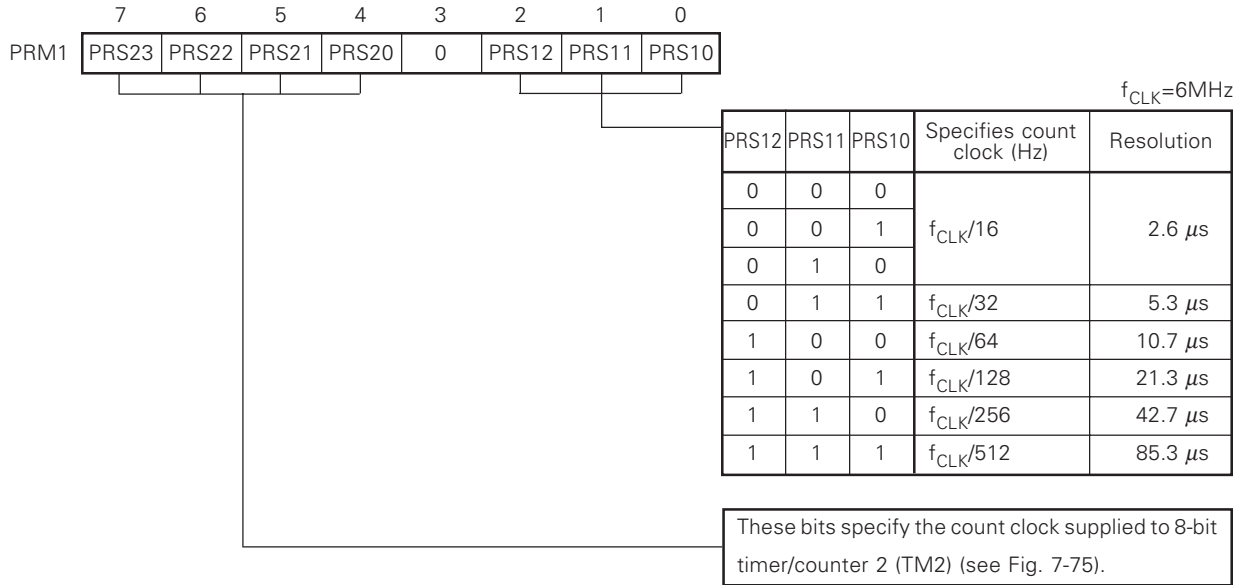 7 6 5 4 3 2 1 0
PRM1 PRS23 PRS22 PRS21 PRS20 0 PRS12 PRS11 PRS10
fCLK=6MHz
PRS12 PRS11 PRS10 Specifies count clock (Hz) Resolution
0 0 0
0 0 1 fCLK/16 2.6 μs
0 1 0
0 1 1 fCLK/32 5.3 μs
1 0 0 fCLK/64 10.7 μs
1 0 1 fCLK/128 21.3 μs
1 1 0 fCLK/256 42.7 μs
1 1 1 fCLK/512 85.3 μs
These bits specify the count clock supplied to 8-bit
timer/counter 2 (TM2) (see Fig. 7-75).